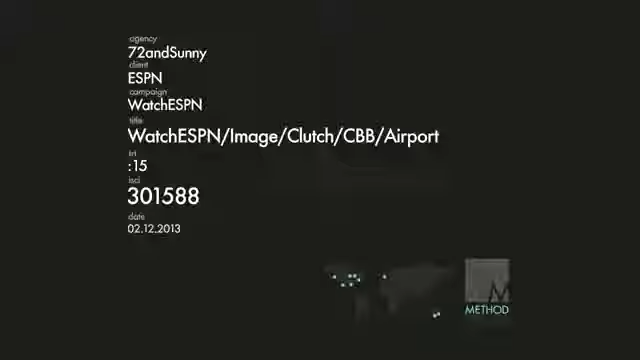 agency
72andSunny
client
ESPN
campaign
WatchESPN
title
WatchESPN/Image/Clutch/CBB/Airport
trt
:15
isci
301588
date
02.12.2013
M
METHOD